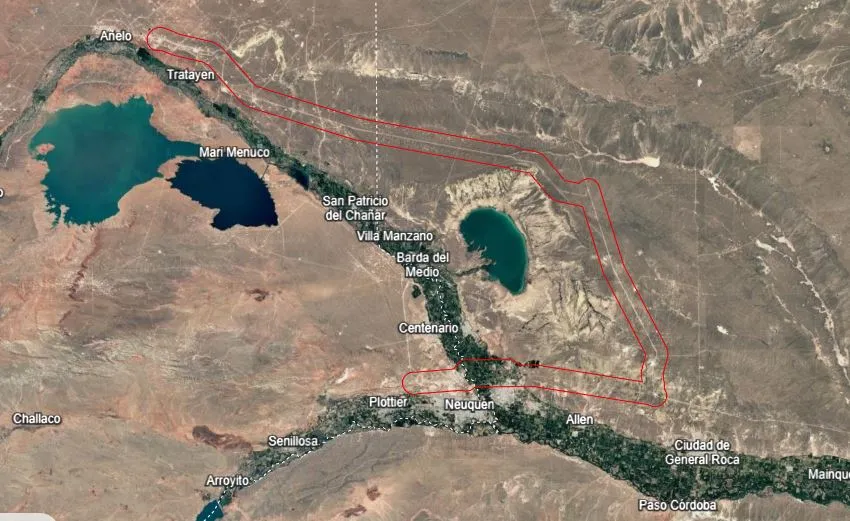 Añelo
Tratayen
Mari Menuco
San Patricio
del Chañar
Villa Manzano
Barda del
Medio
Centenario
Plottier
Neuquen
Allen
Challaco
Senillosa
Ciudad de
General Roca
Arroyito
Mainque
Paso Córdoba